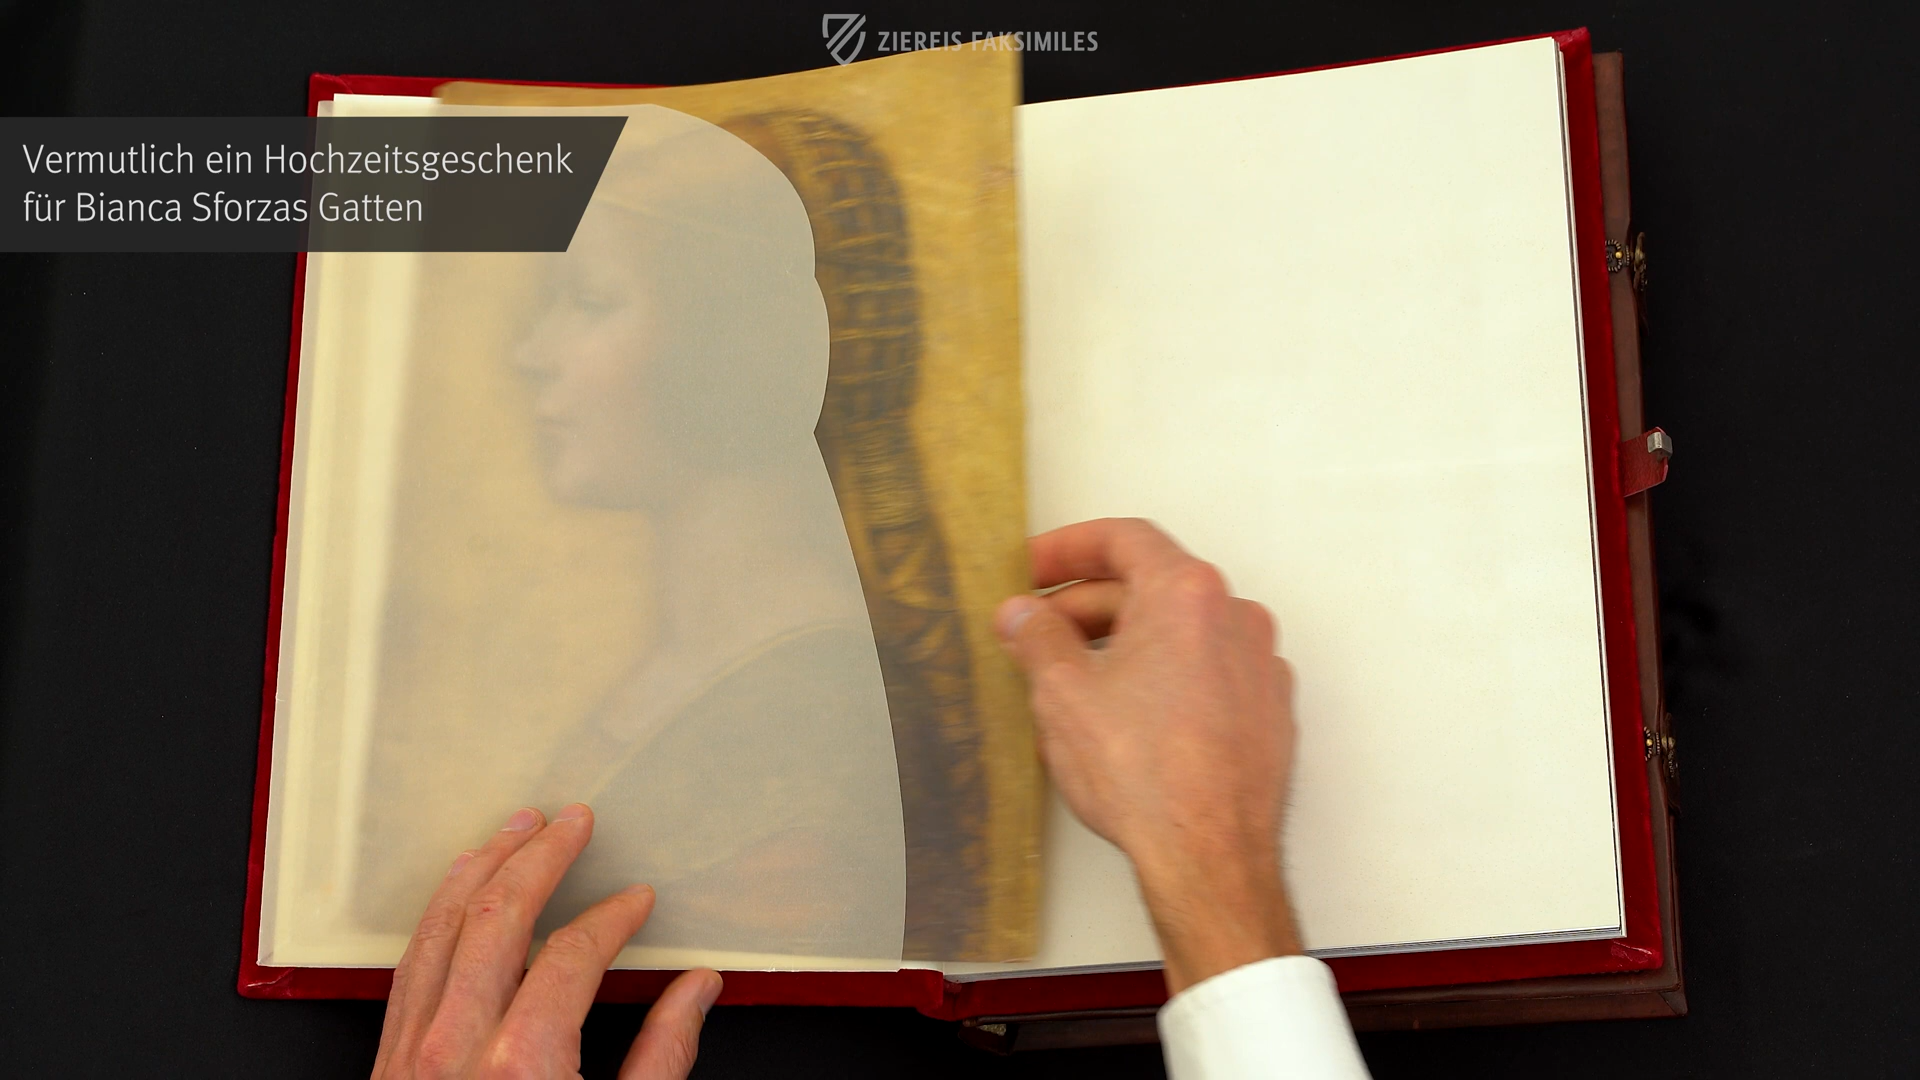 ZIEREIS FAKSIMILES
Vermutlich ein Hochzeitsgeschenk
für Bianca Sforzas Gatten